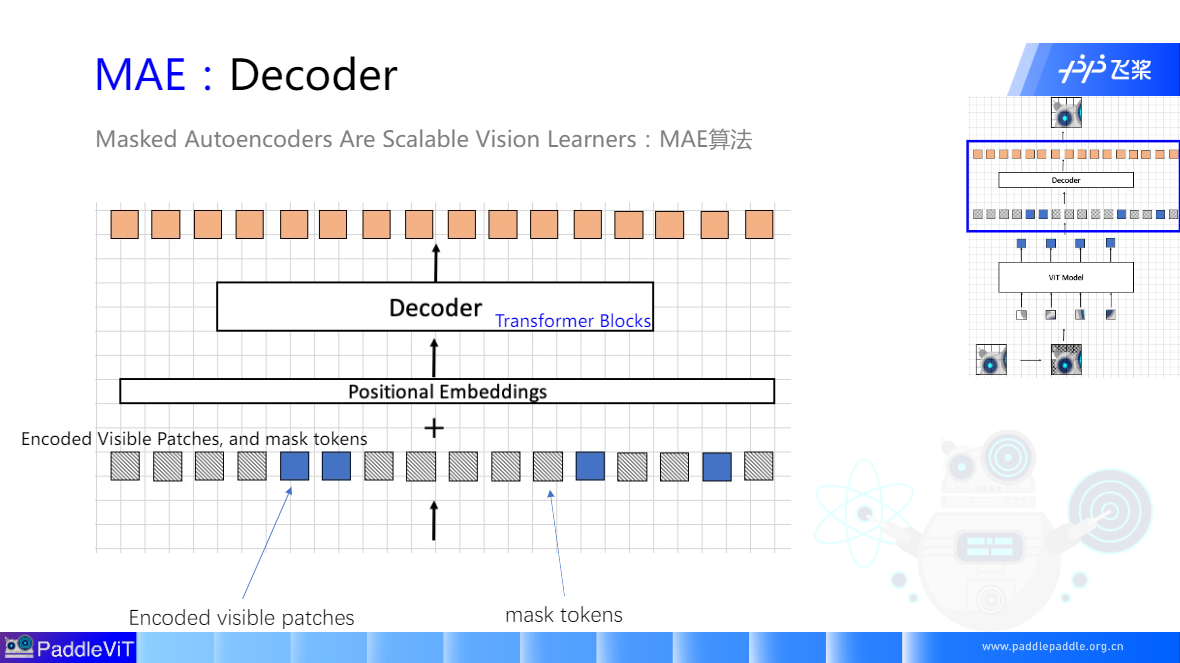 MAE：Decoder
飞桨
Masked Autoencoders Are Scalable Vision Learners：MAE算法
Decoder
Transformer Blocks
Positional Embeddings
+
Encoded Visible Patches, and mask tokens
Encoded visible patches
mask tokens
Decoder
ViT Model
PaddleViT
www.paddlepaddle.org.cn